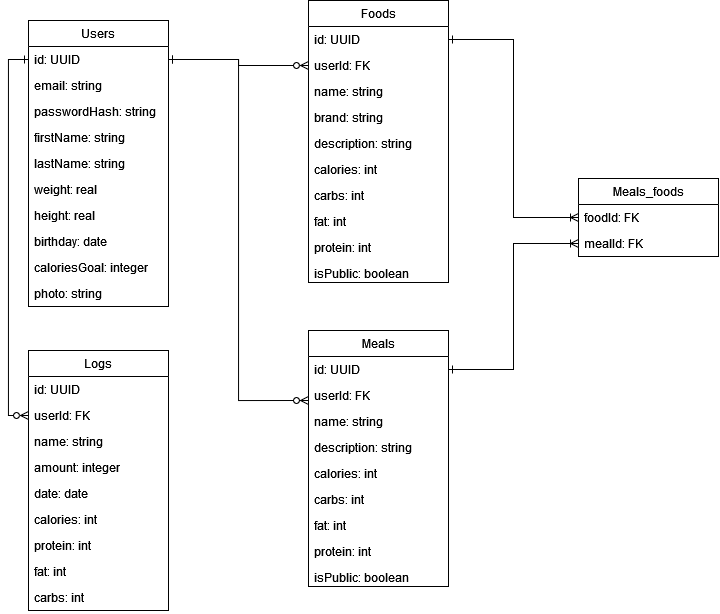 Users
id: UUID
email: string
passwordHash: string
firstName: string
lastName: string
weight: real
height: real
birthday: date
caloriesGoal: integer
photo: string
Logs
id: UUID
userId: FK
name: string
amount: integer
date: date
calories: int
protein: int
fat: int
carbs: int
Foods
id: UUID
userId: FK
name: string
brand: string
description: string
calories: int
carbs: int
fat: int
protein: int
isPublic: boolean
Meals
id: UUID
userId: FK
name: string
description: string
calories: int
carbs: int
fat: int
protein: int
isPublic: boolean
Meals_foods
foodId: FK
mealId: FK